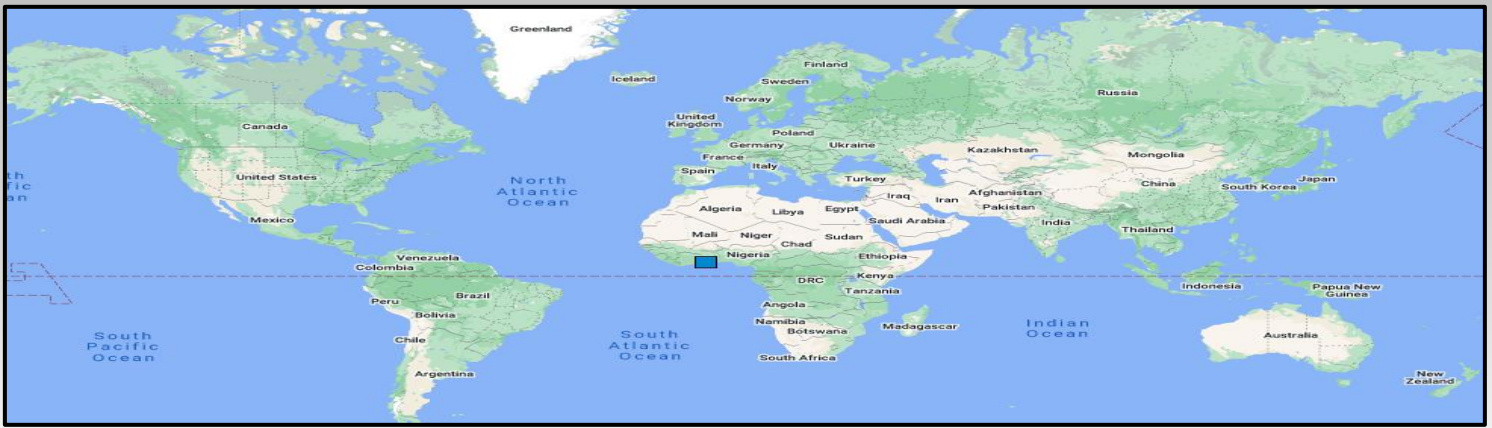 Greenland
Iceland
Finland
Sweden
Norway
Russia
United
Kingdom
Canada
Poland
Germany
Ukraine
France
Italy
Spain
Kazakhstan
Mongolia
Turkey
United States
North
Atlantic
Ocean
th
fic
an
Iraq
Iran
Afghanistan
Pakistan
China
South Korea
Japan
Mexico
Algeria
Libya
Egypt
Saudi Arabia
India
Thailand
Mali
Niger
Chad
Sudan
Nigeria
Ethiopia
Venezuela
Colombia
DRC
Kenya
Tanzania
Indonesia
Papua New
Guinea
Peru
Brazil
Bolivia
Angola
Namibia
Botswana
Madagascar
South
Pacific
Ocean
Chile
South
Atlantic
Ocean
Indian
Ocean
Australia
South Africa
Argentina
New
Zealand